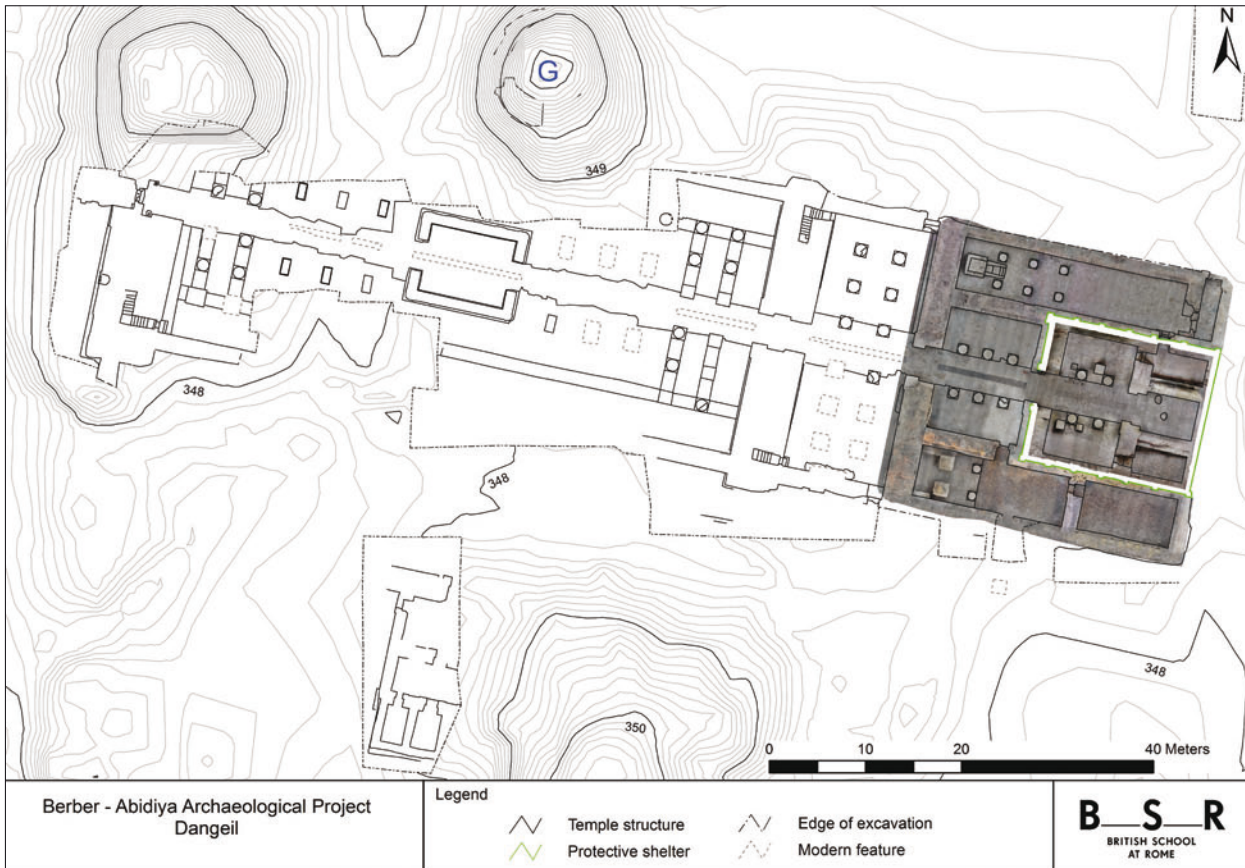 N
G
349
348
348
348
350
0 10 20 40 Meters
Berber - Abidiya Archaeological Project
Dangeil
Legend
Temple structure
Protective shelter
Edge of excavation
Modern feature
B__S__R
BRITISH SCHOOL
AT ROME